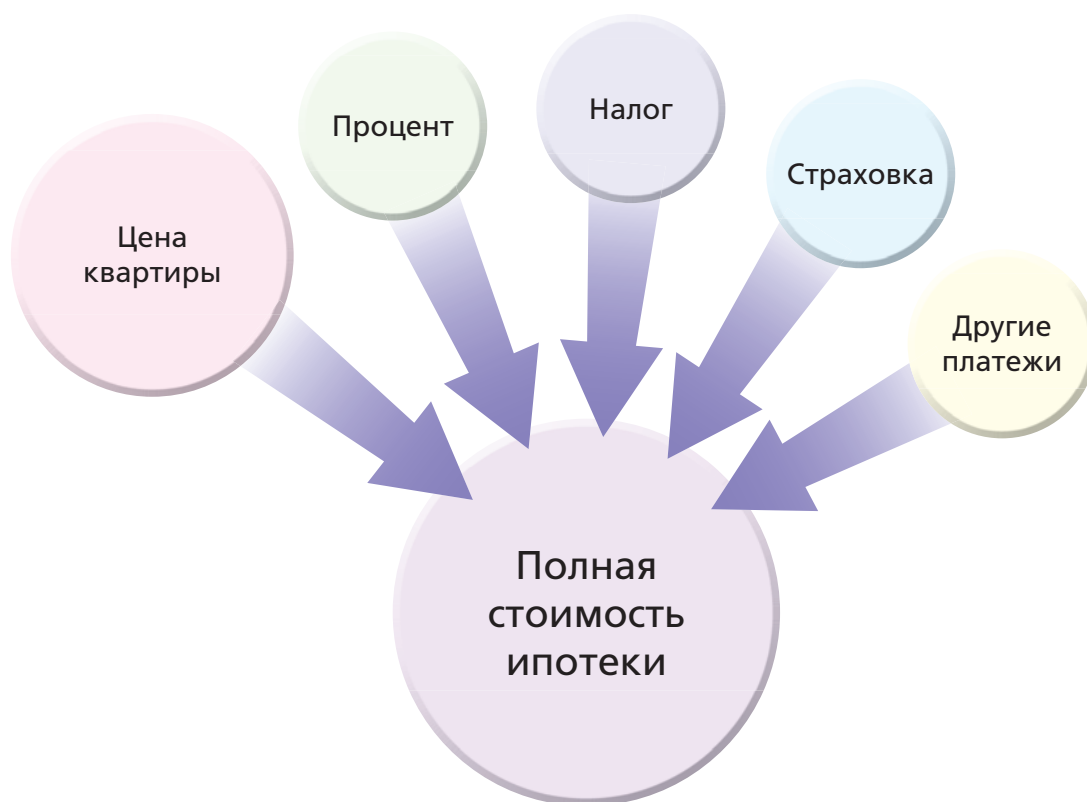 Цена
квартиры
Процент
Налог
Страховка
Другие
платежи
Полная
стоимость
ипотеки